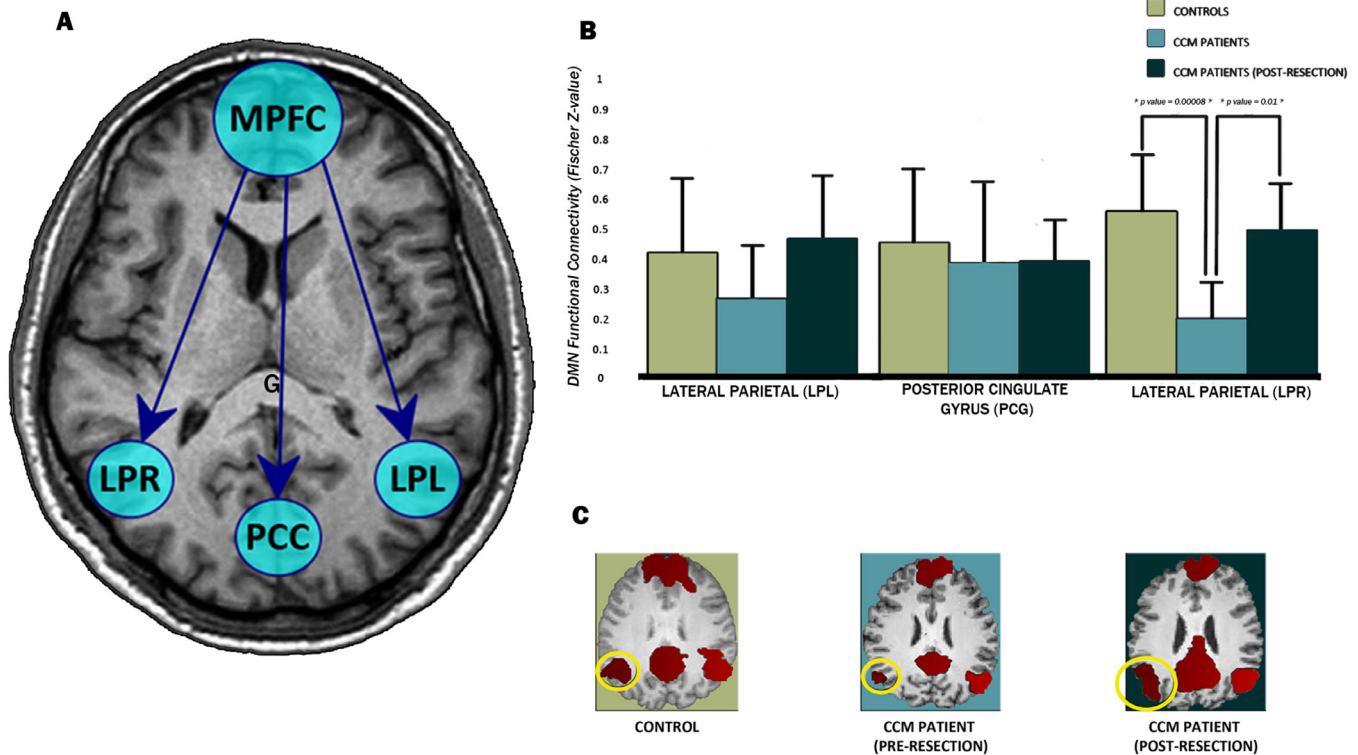 A
MPFC
G
LPR
LPL
PCC
B
CONTROLS
CCM PATIENTS
CCM PATIENTS (POST-RESECTION)
DMN Functional Connectivity (Fischer Z-value)
1
0.9
0.8
0.7
0.6
0.5
0.4
0.3
0.2
0.1
0
* p value = 0.00008 *
* p value = 0.01 *
LATERAL PARIETAL (LPL)
POSTERIOR CINGULATE
GYRUS (PCG)
LATERAL PARIETAL (LPR)
C
CONTROL
CCM PATIENT
(PRE-RESECTION)
CCM PATIENT
(POST-RESECTION)